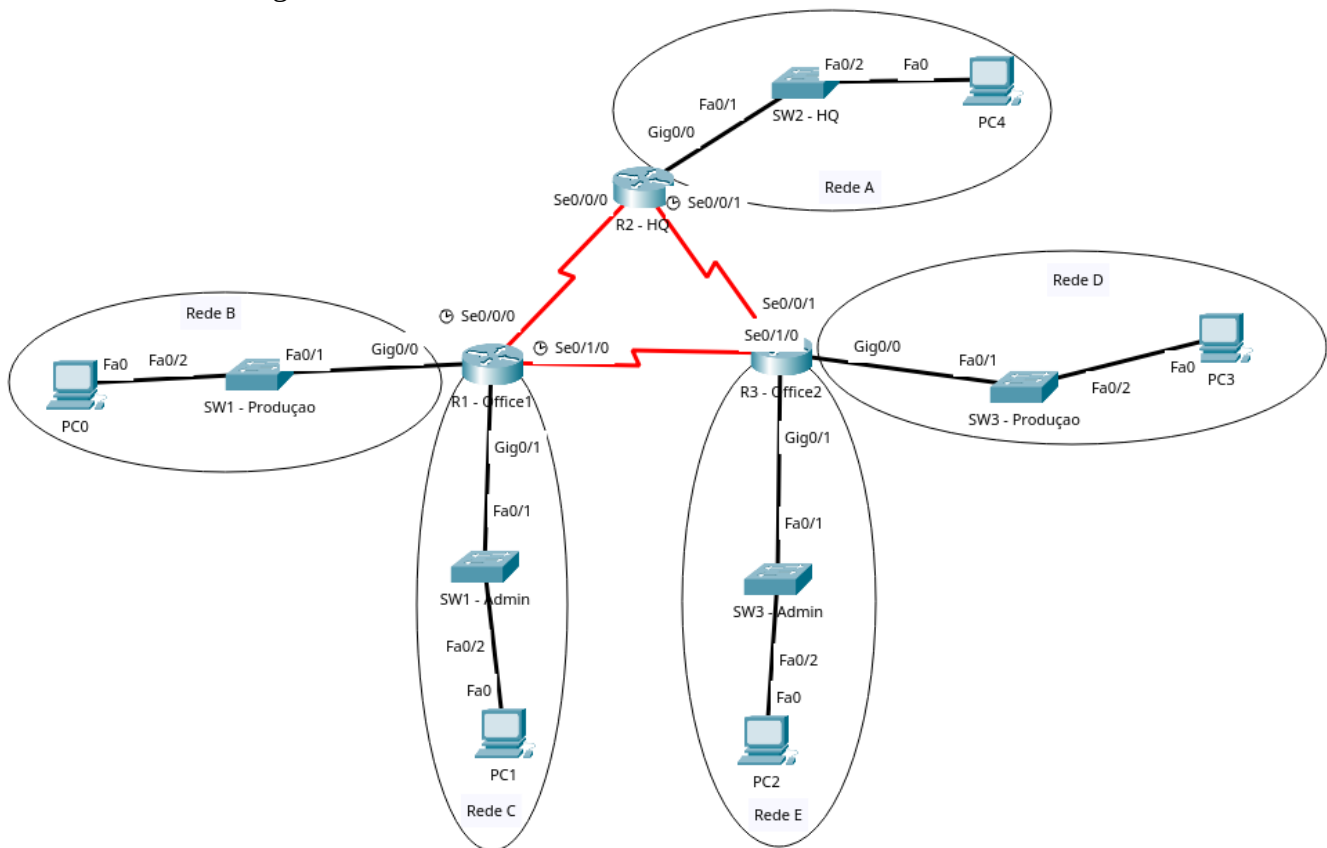 Fa0/2
Fa0
Fa0/1
SW2 - HQ
PC4
Gig0/0
Rede A
Se0/0/0
Se0/0/1
R2 - HQ
Rede D
Se0/0/1
Rede B
Se0/0/0
Se0/1/0
Se0/1/0
Gig0/0
Gig0/0
Fa0/1
Fa0/2
Fa0
Fa0/1
Fa0
Fa0/2
PC3
SW1 - Produçao
R1 - Office1
R3 - Office2
SW3 - Produçao
PC0
Gig0/1
Gig0/1
Fa0/1
Fa0/1
SW1 - Admin
SW3 - Admin
Fa0/2
Fa0/2
Fa0
Fa0
PC1
PC2
Rede C
Rede E